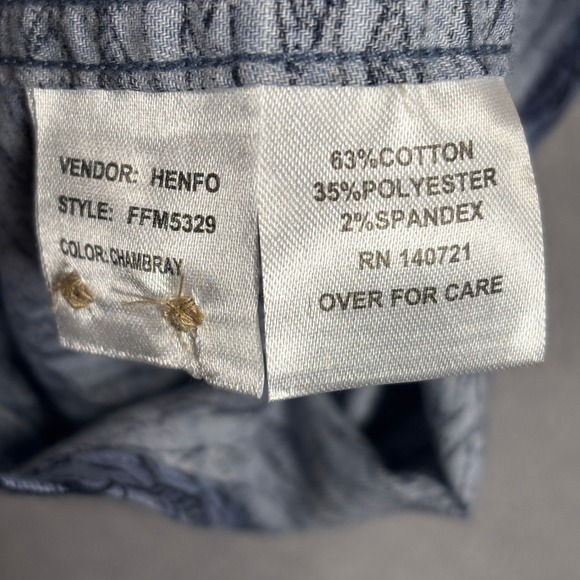 VENDOR: HENFO
STYLE: FFM5329
COLOR:CHAMBRAY
63%COTTON
35%POLYESTER
2%SPANDEX
RN 140721
OVER FOR CARE